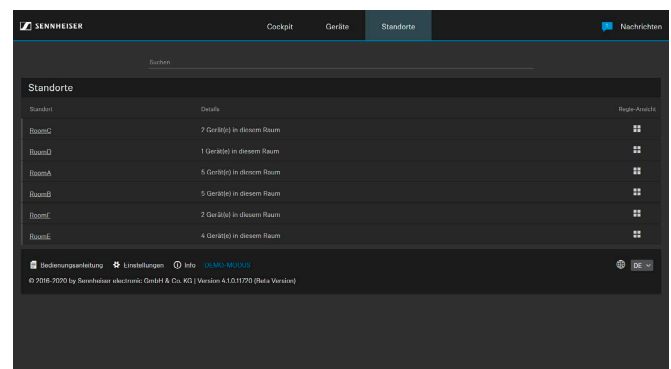 SENNHEISER Cockpit Geräte Standorte Nachrichten
Suchen
Standorte
Standort Details Regie-Ansicht
RoomC 2 Gerät(e) in diesem Raum
RoomD 1 Gerät(e) in diesem Raum
RoomA 5 Gerät(e) in diesem Raum
RoomB 5 Gerät(e) in diesem Raum
RoomF 2 Gerät(e) in diesem Raum
RoomE 4 Gerät(e) in diesem Raum
Bedienungsanleitung Einstellungen Info DEMO-MODUS DE
© 2016-2020 by Sennheiser electronic GmbH & Co. KG | Version 4.1.0.11720 (Beta Version)